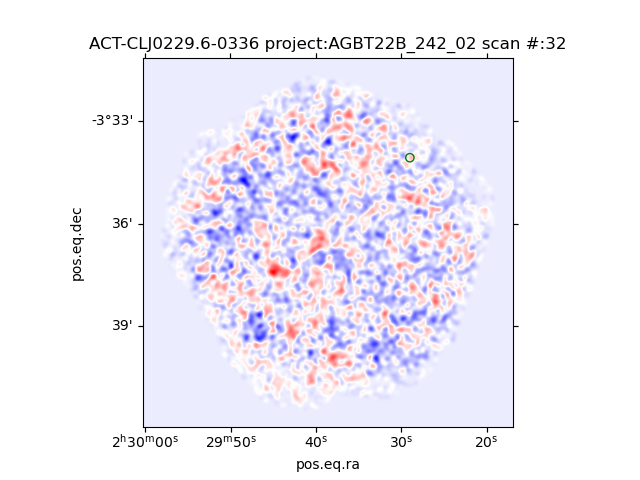 ACT-CLJ0229.6-0336 project:AGBT22B_242_02 scan #:32
-3°33'
36'
39'
pos.eq.dec
2ʰ30ᵐ00ˢ 29ᵐ50ˢ 40ˢ 30ˢ 20ˢ
pos.eq.ra